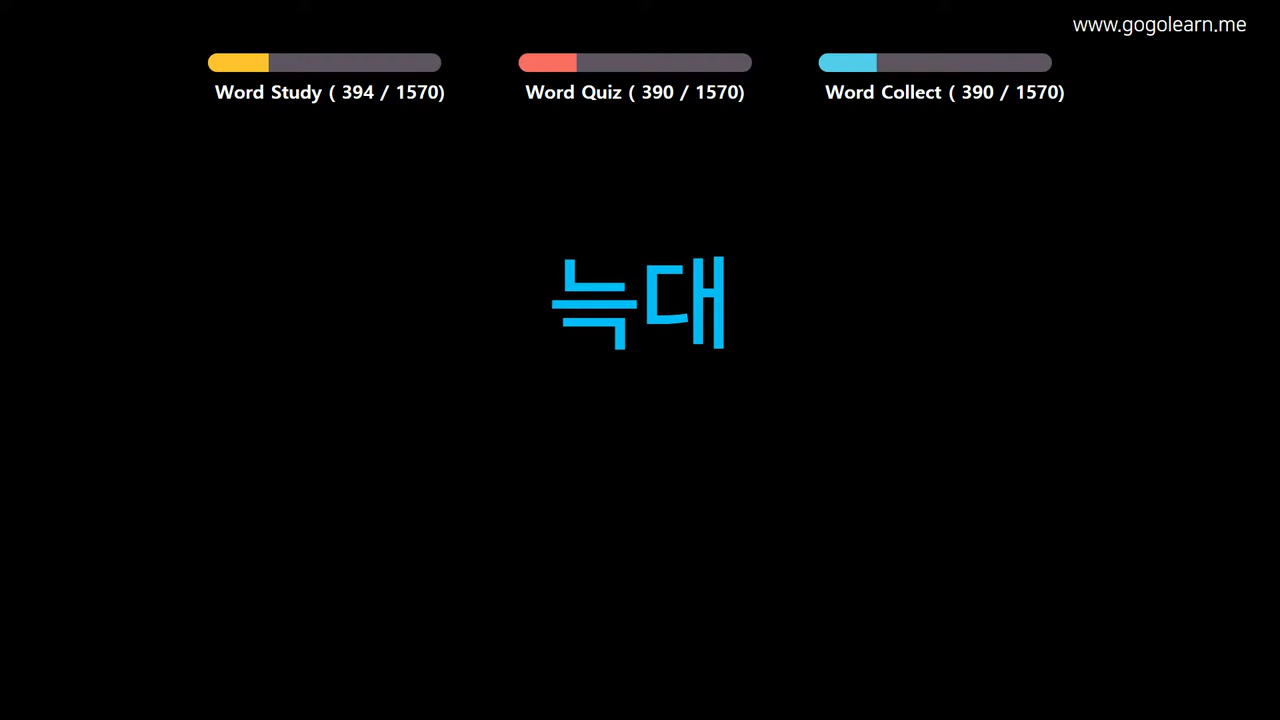 www.gogolearn.me
Word Study ( 394 / 1570)
Word Quiz ( 390 / 1570)
Word Collect ( 390 / 1570)
늑대